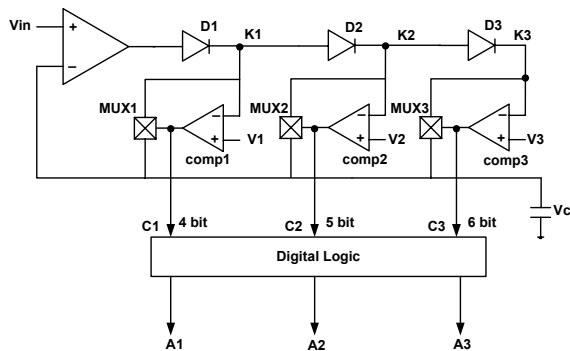 D1 K1 D2 K2 D3 K3
Vin + −
MUX1 − + V1 comp1
MUX2 − + V2 comp2
MUX3 − + V3 comp3
Vc
C1 4 bit C2 5 bit C3 6 bit
Digital Logic
A1 A2 A3